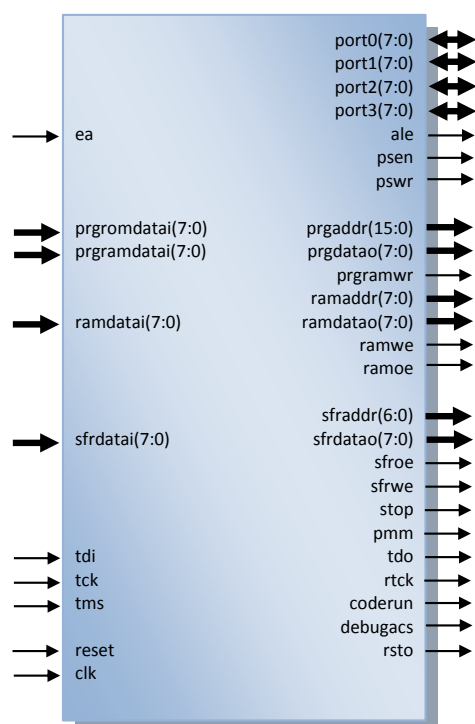 port0(7:0)
port1(7:0)
port2(7:0)
port3(7:0)
ea
ale
psen
pswr
prgromdatai(7:0)
prgaddr(15:0)
prgramdatai(7:0)
prgdatao(7:0)
prgramwr
ramaddr(7:0)
ramdatai(7:0)
ramdatao(7:0)
ramwe
ramoe
sfraddr(6:0)
sfrdatai(7:0)
sfrdatao(7:0)
sfroe
sfrwe
stop
pmm
tdi
tdo
tck
rtck
tms
coderun
debugacs
reset
rsto
clk